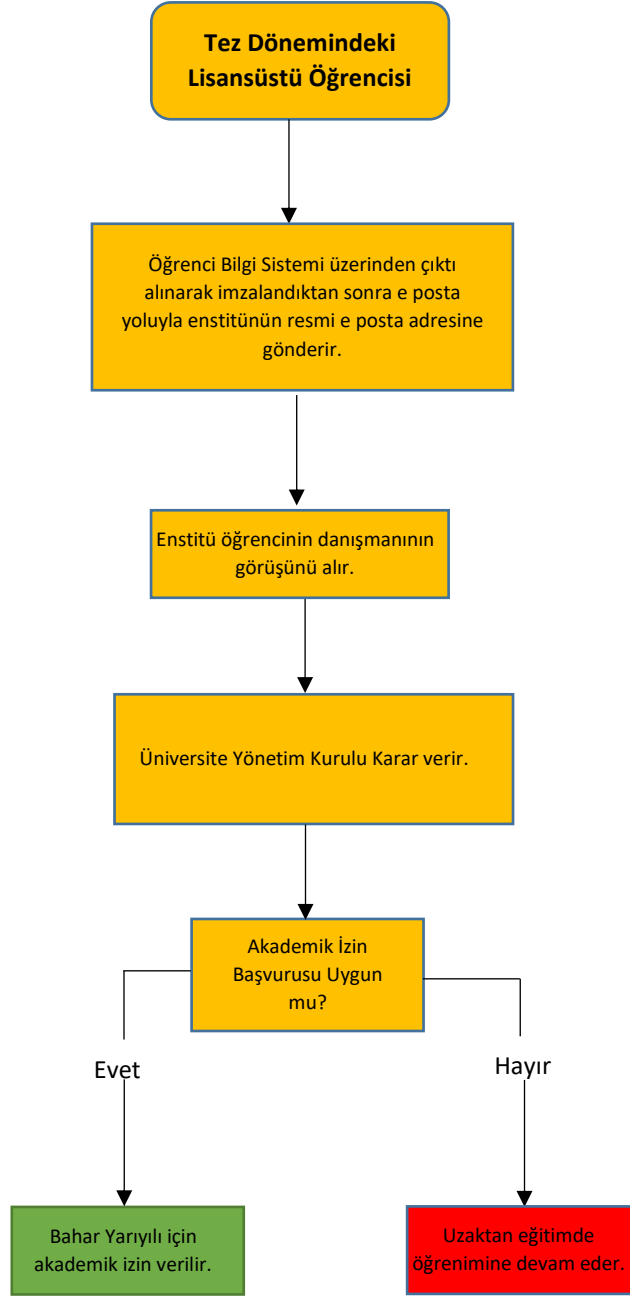 Tez Dönemindeki
Lisansüstü Öğrencisi
Öğrenci Bilgi Sistemi üzerinden çıktı
alınarak imzalandıktan sonra e posta
yoluyla enstitünün resmi e posta adresine
gönderir.
Enstitü öğrencinin danışmanının
görüşünü alır.
Üniversite Yönetim Kurulu Karar verir.
Akademik İzin
Başvurusu Uygun
mu?
Evet
Hayır
Bahar Yarıyılı için
akademik izin verilir.
Uzaktan eğitimde
öğrenimine devam eder.